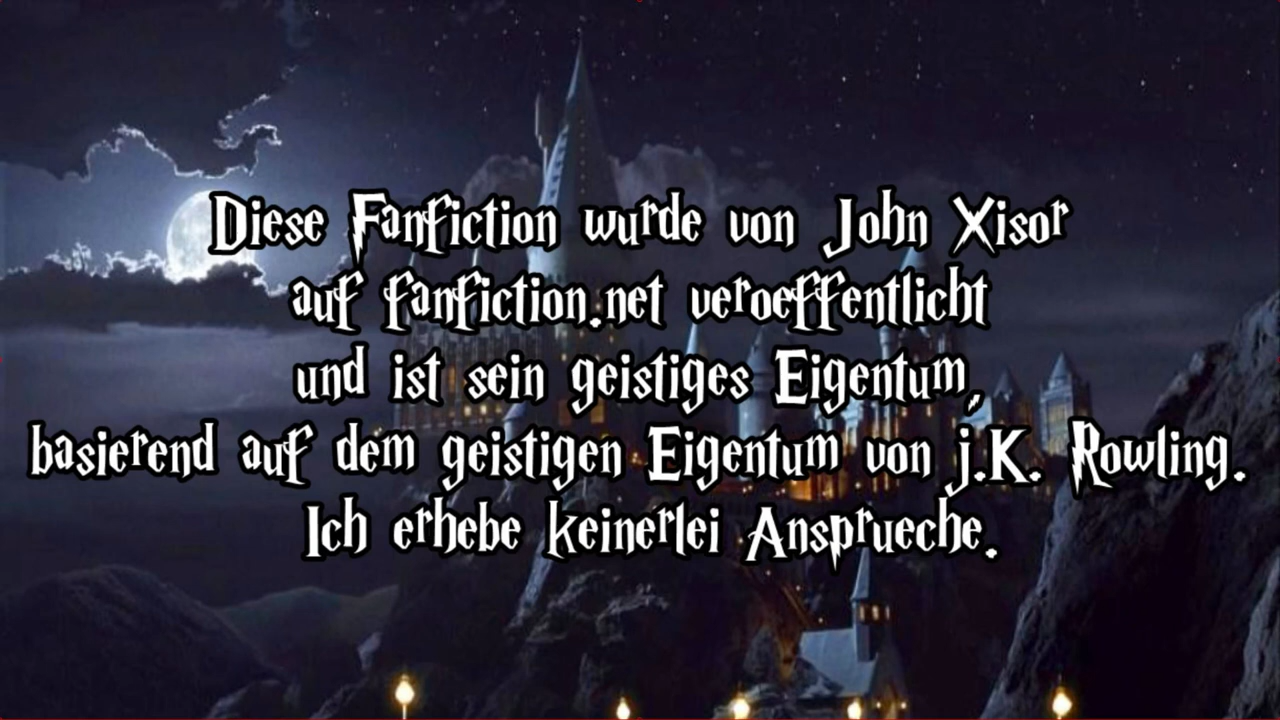 Diese Fanfiction wurde von John Xisor
auf fanfiction.net veroeffentlicht
und ist sein geistiges Eigentum,
basierend auf dem geistigen Eigentum von j.K. Rowling.
Ich erhebe keinerlei Ansprueche.